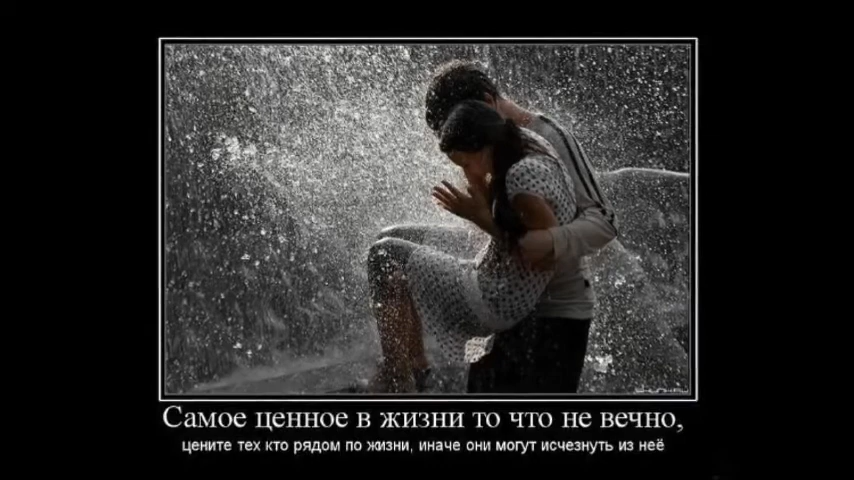 Самое ценное в жизни то что не вечно,
цените тех кто рядом по жизни, иначе они могут исчезнуть из неё